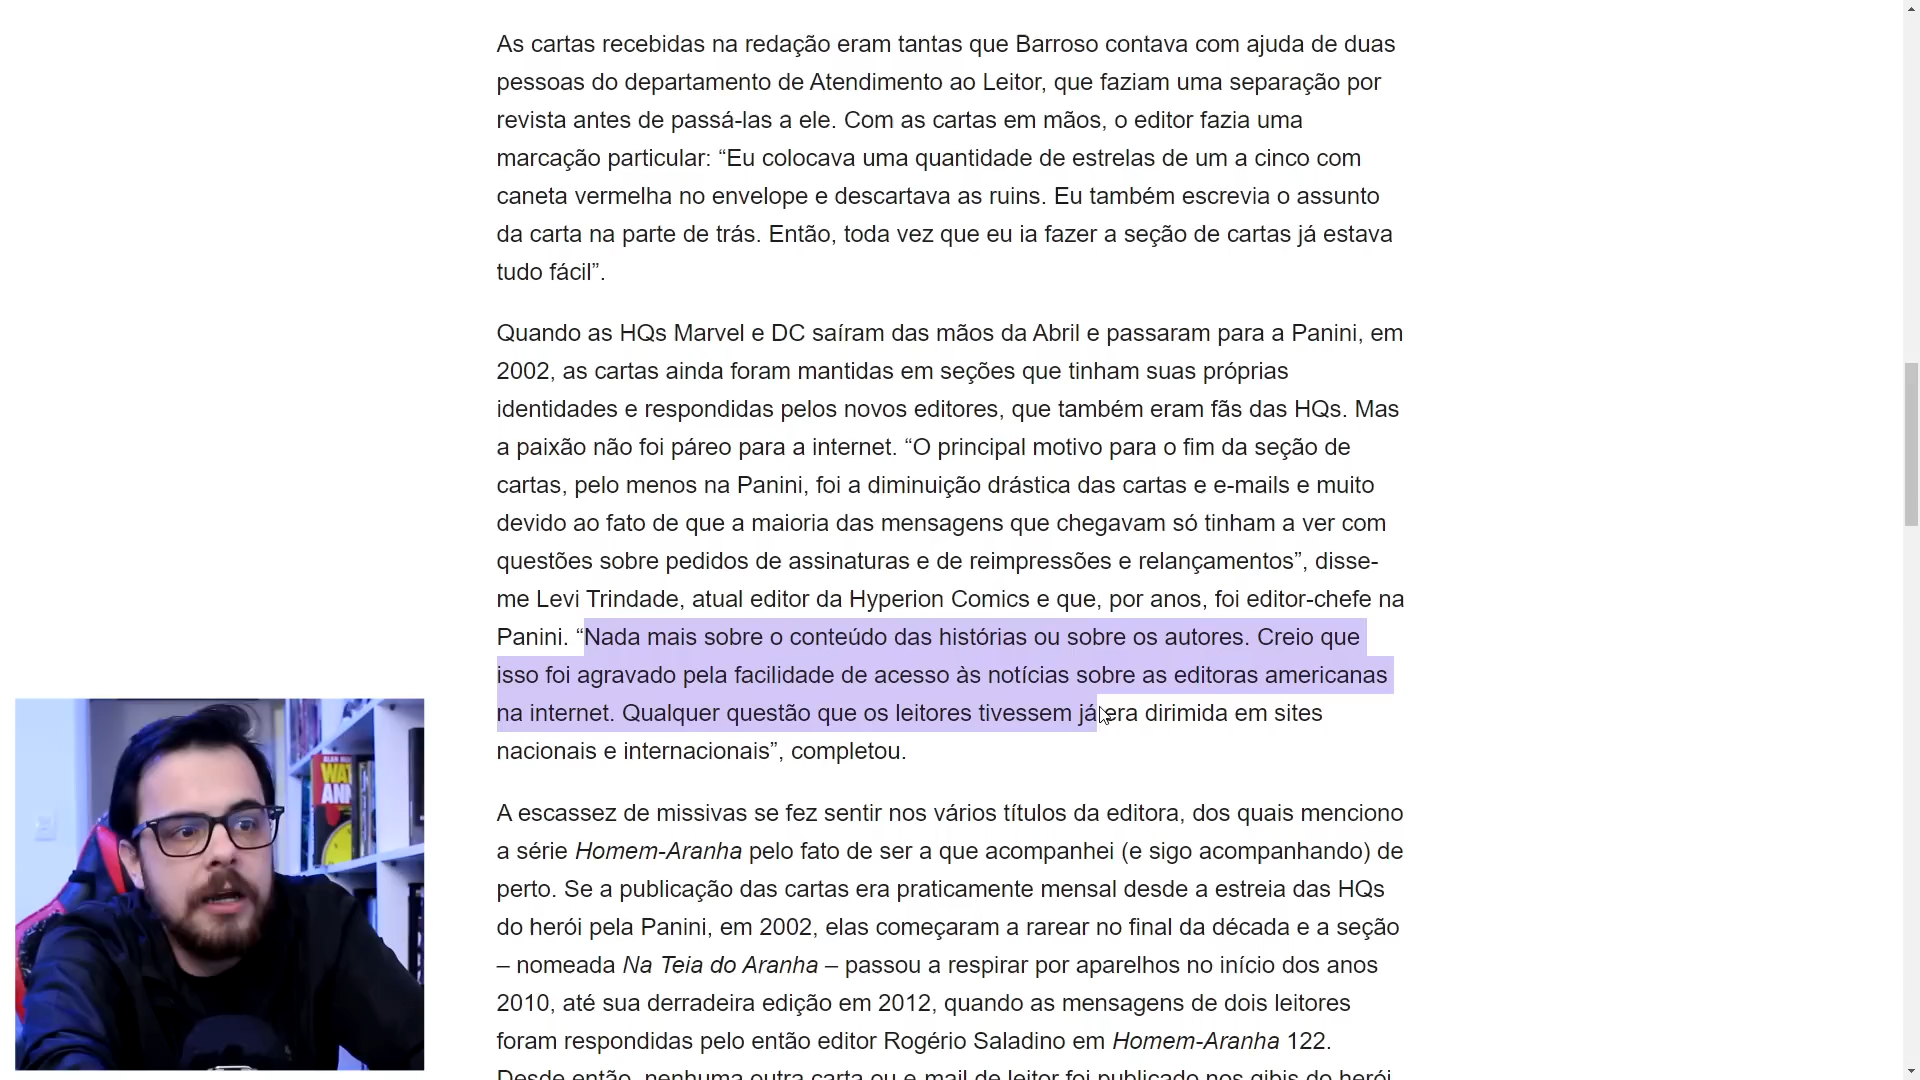 As cartas recebidas na redação eram tantas que Barroso contava com ajuda de duas
pessoas do departamento de Atendimento ao Leitor, que faziam uma separação por
revista antes de passá-las a ele. Com as cartas em mãos, o editor fazia uma
marcação particular: “Eu colocava uma quantidade de estrelas de um a cinco com
caneta vermelha no envelope e descartava as ruins. Eu também escrevia o assunto
da carta na parte de trás. Então, toda vez que eu ia fazer a seção de cartas já estava
tudo fácil”.
Quando as HQs Marvel e DC saíram das mãos da Abril e passaram para a Panini, em
2002, as cartas ainda foram mantidas em seções que tinham suas próprias
identidades e respondidas pelos novos editores, que também eram fãs das HQs. Mas
a paixão não foi páreo para a internet. “O principal motivo para o fim da seção de
cartas, pelo menos na Panini, foi a diminuição drástica das cartas e e-mails e muito
devido ao fato de que a maioria das mensagens que chegavam só tinham a ver com
questões sobre pedidos de assinaturas e de reimpressões e relançamentos”, disse-
me Levi Trindade, atual editor da Hyperion Comics e que, por anos, foi editor-chefe na
Panini. “Nada mais sobre o conteúdo das histórias ou sobre os autores. Creio que
isso foi agravado pela facilidade de acesso às notícias sobre as editoras americanas
na internet. Qualquer questão que os leitores tivessem já era dirimida em sites
nacionais e internacionais”, completou.
A escassez de missivas se fez sentir nos vários títulos da editora, dos quais menciono
a série Homem-Aranha pelo fato de ser a que acompanhei (e sigo acompanhando) de
perto. Se a publicação das cartas era praticamente mensal desde a estreia das HQs
do herói pela Panini, em 2002, elas começaram a rarear no final da década e a seção
– nomeada Na Teia do Aranha – passou a respirar por aparelhos no início dos anos
2010, até sua derradeira edição em 2012, quando as mensagens de dois leitores
foram respondidas pelo então editor Rogério Saladino em Homem-Aranha 122.
Desde então, nenhuma outra carta ou e-mail de leitor foi publicado nos gibis do herói